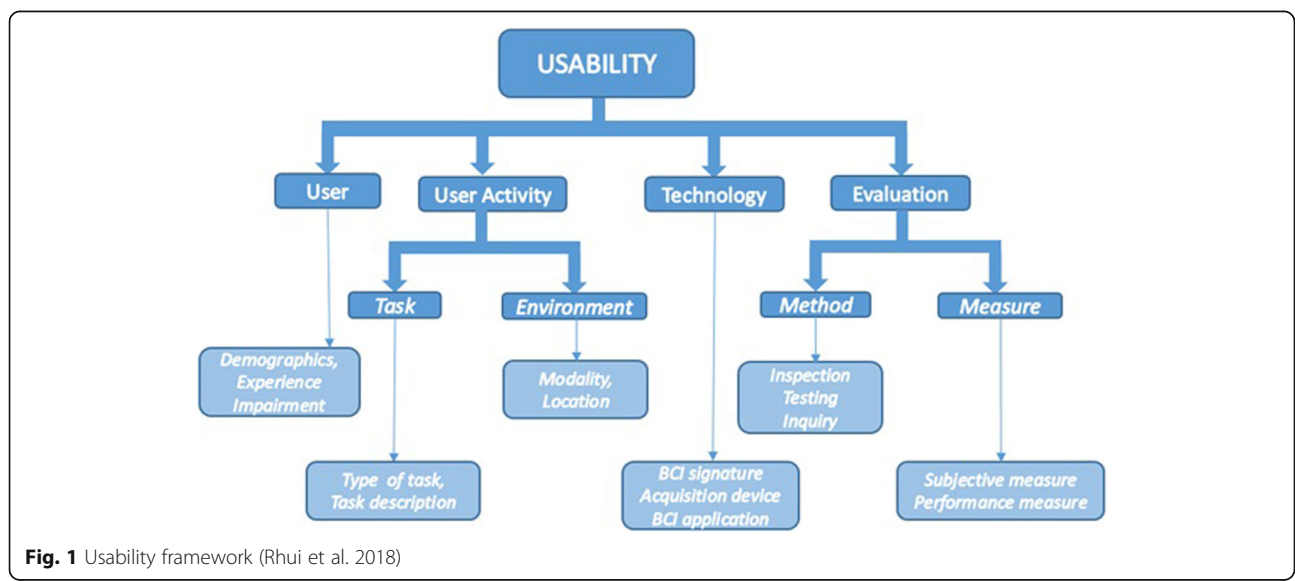 USABILITY
User
User Activity
Technology
Evaluation
Task
Environment
Method
Measure
Demographics,
Experience
Impairment
Modality,
Location
Inspection
Testing
Inquiry
Type of task,
Task description
BCI signature
Acquisition device
BCI application
Subjective measure
Performance measure
Fig. 1 Usability framework (Rhui et al. 2018)